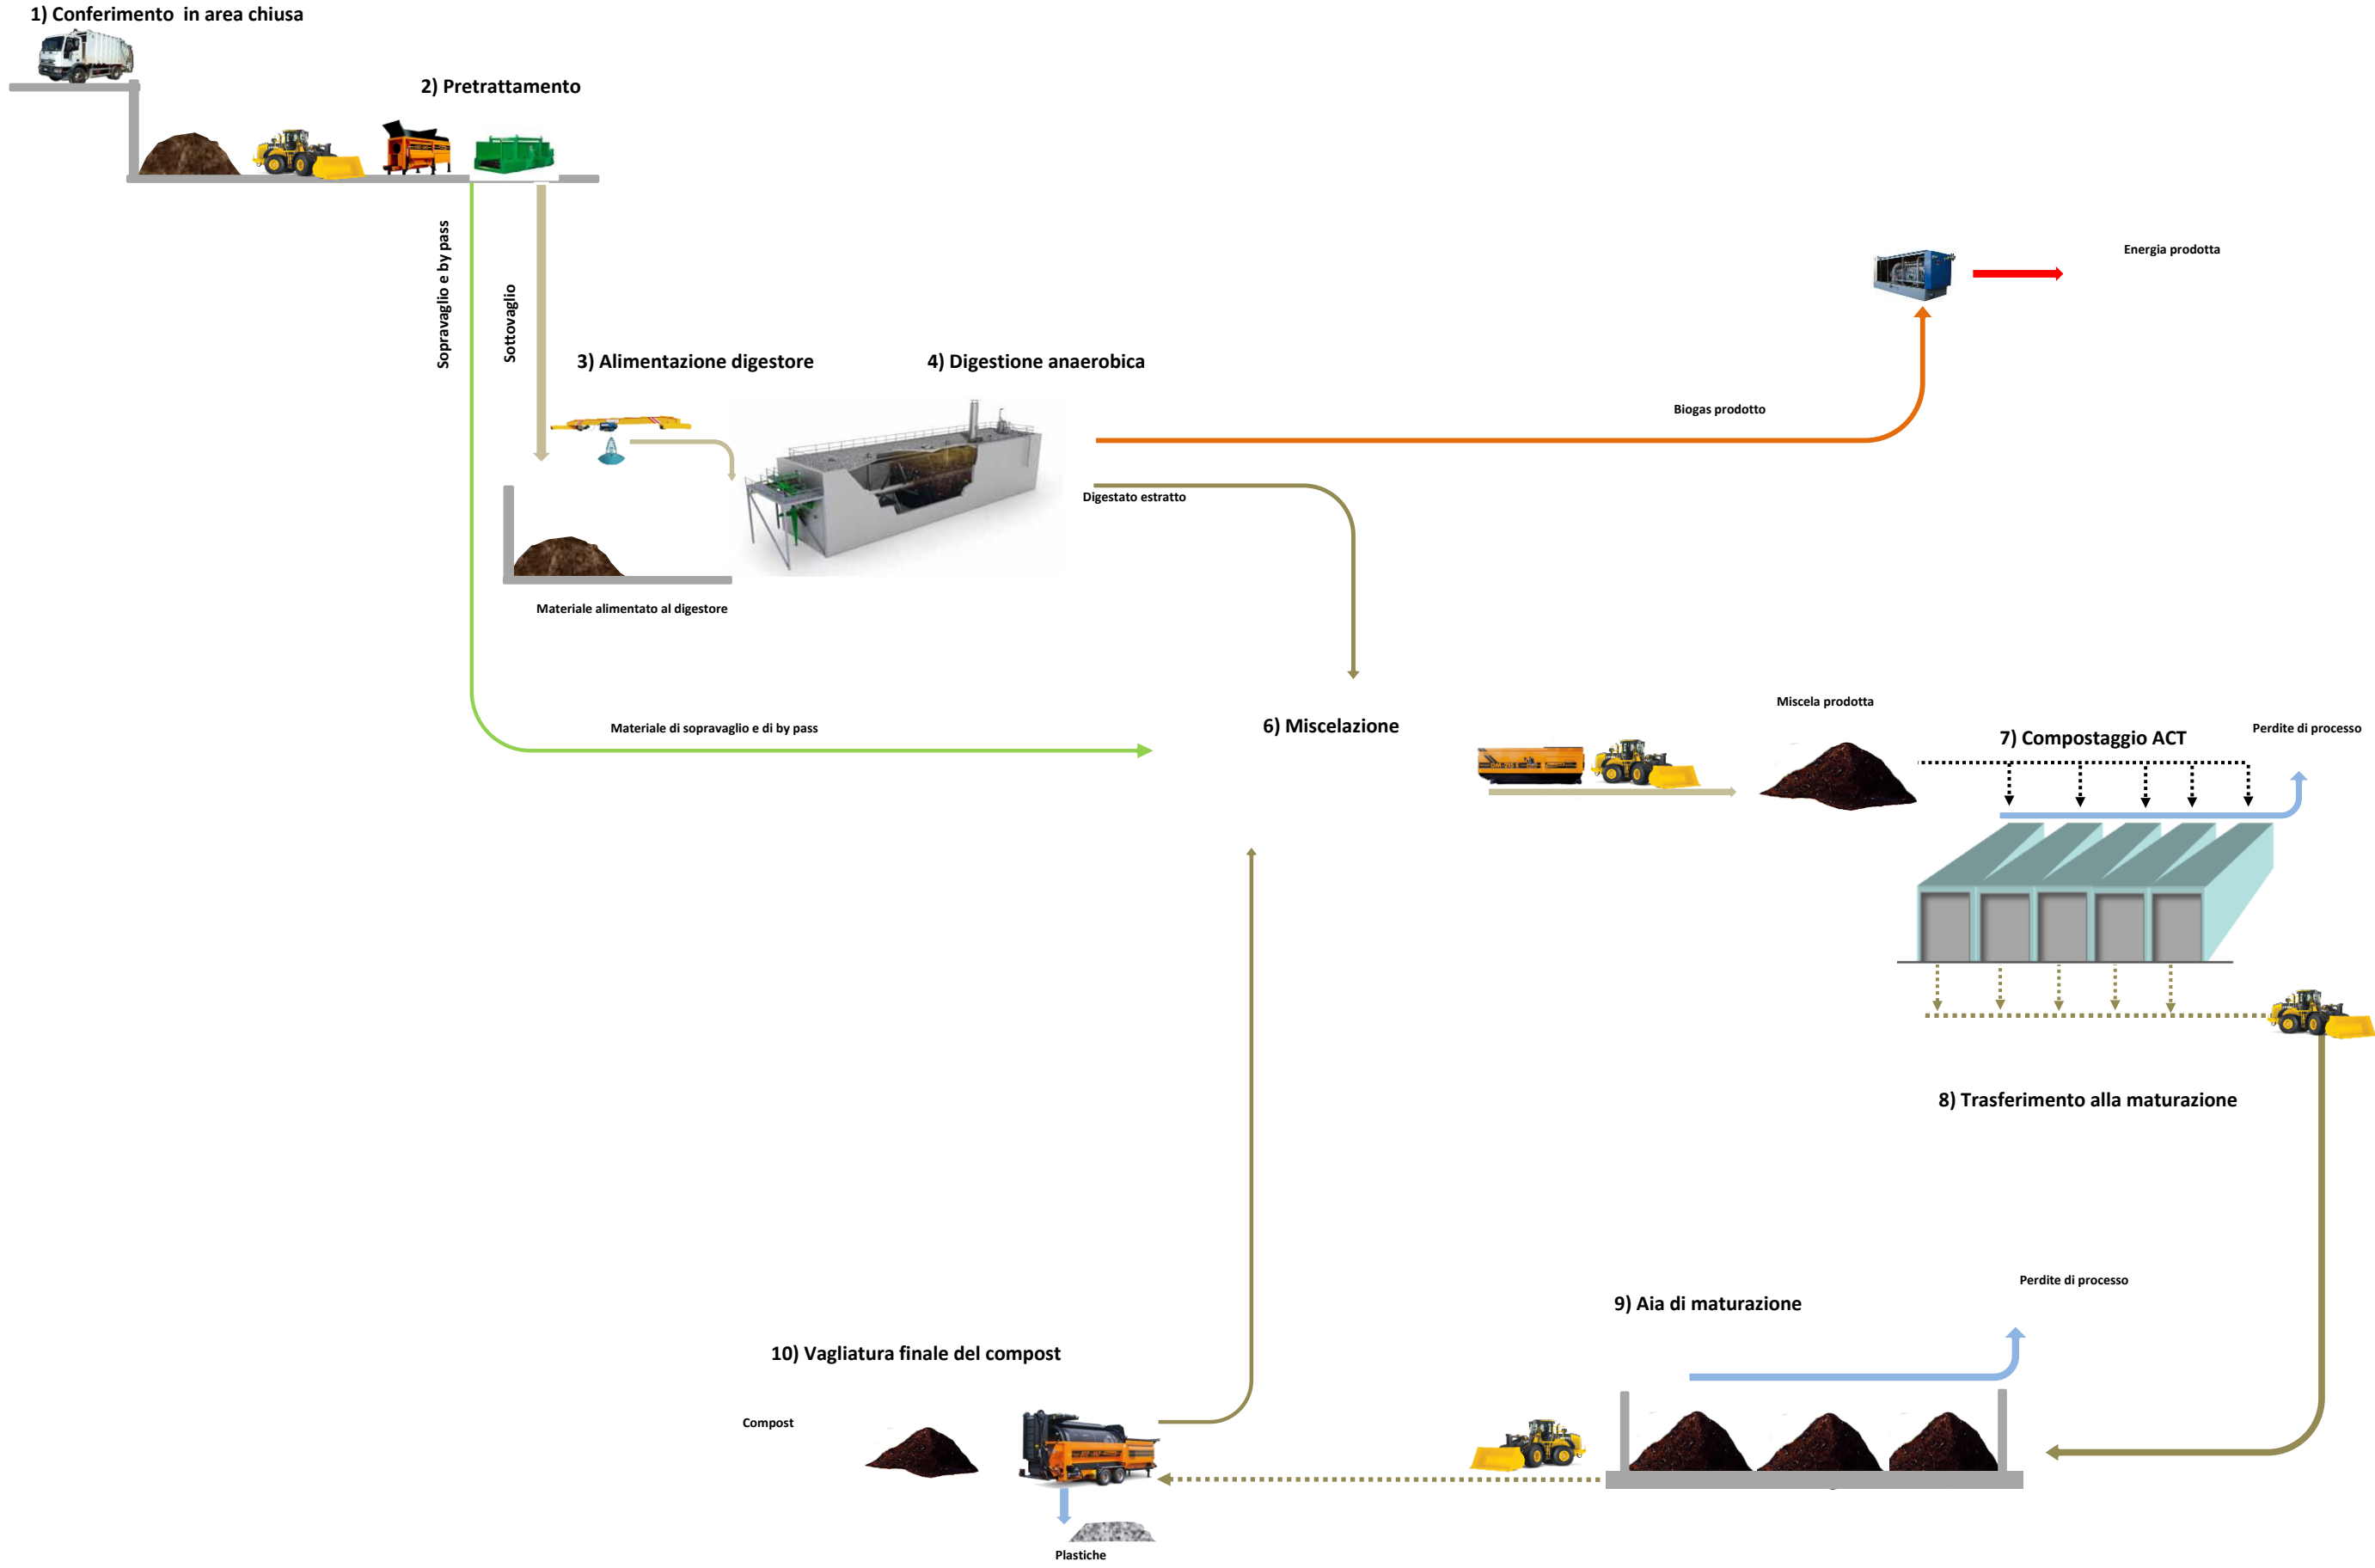 1) Conferimento  in area chiusa
2) Pretrattamento
Sopravaglio e by pass
Sottovaglio
Energia prodotta
3) Alimentazione digestore
4) Digestione anaerobica
Biogas prodotto
Digestato estratto
Materiale alimentato al digestore
Materiale di sopravaglio e di by pass
6) Miscelazione
Miscela prodotta
7) Compostaggio ACT
Perdite di processo
8) Trasferimento alla maturazione
Perdite di processo
9) Aia di maturazione
10) Vagliatura finale del compost
Compost
Plastiche